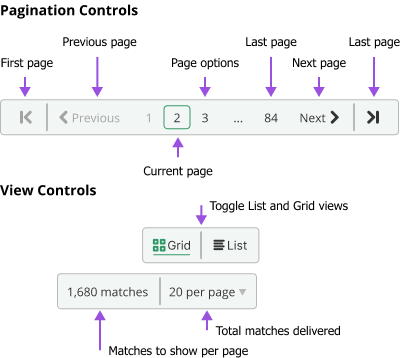 Pagination Controls
Previous page Last page Last page
First page Page options Next page
Previous 1 2 3 ... 84 Next
Current page
View Controls
Toggle List and Grid views
Grid List
1,680 matches 20 per page
Total matches delivered
Matches to show per page